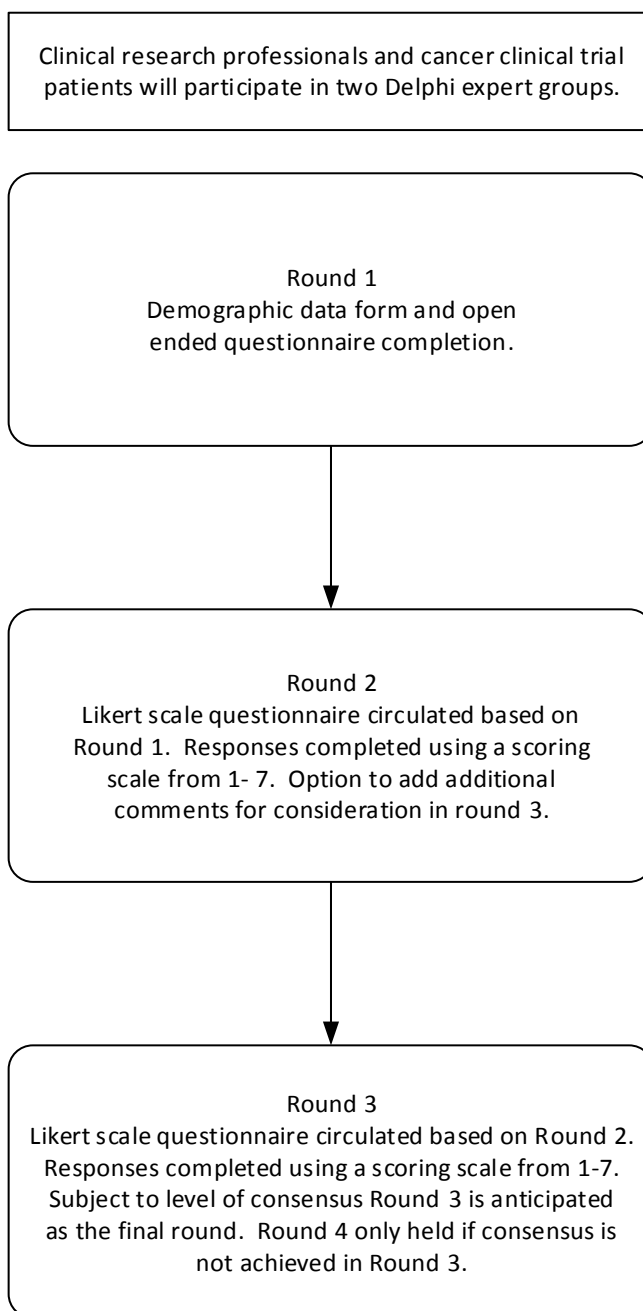 Clinical research professionals and cancer clinical trial
patients will participate in two Delphi expert groups.
Round 1
Demographic data form and open
ended questionnaire completion.
Round 2
Likert scale questionnaire circulated based on
Round 1.  Responses completed using a scoring
scale from 1- 7.  Option to add additional
comments for consideration in round 3.
Round 3
Likert scale questionnaire circulated based on Round 2.
Responses completed using a scoring scale from 1-7.
Subject to level of consensus Round 3 is anticipated
as the final round.  Round 4 only held if consensus is
not achieved in Round 3.